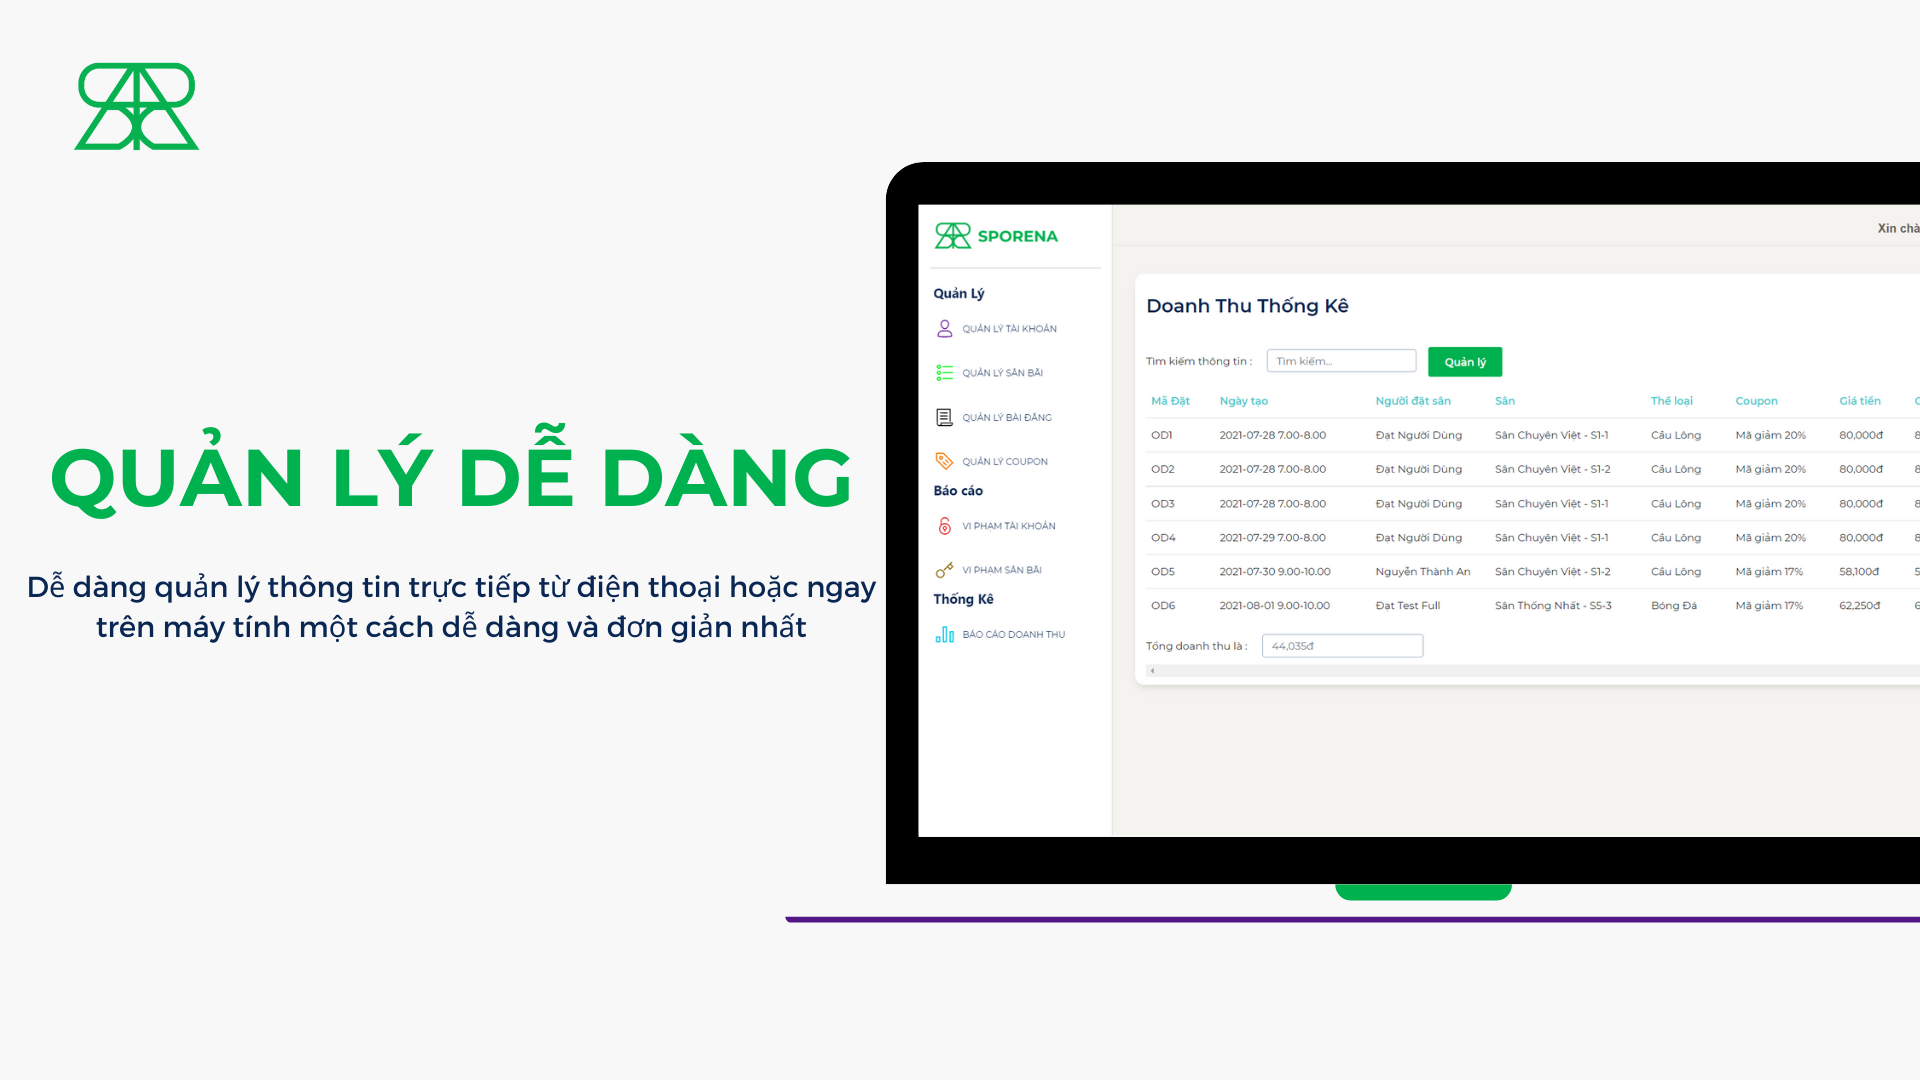 QUẢN LÝ DỄ DÀNG
Dễ dàng quản lý thông tin trực tiếp từ điện thoại hoặc ngay
trên máy tính một cách dễ dàng và đơn giản nhất
SPORENA
Quản Lý
QUẢN LÝ TÀI KHOẢN
QUẢN LÝ SÂN BÃI
QUẢN LÝ BÀI ĐĂNG
QUẢN LÝ COUPON
Báo cáo
VI PHẠM TÀI KHOẢN
VI PHẠM SÂN BÃI
Thống Kê
BÁO CÁO DOANH THU
Xin chà
Doanh Thu Thống Kê
Tìm kiếm thông tin : Tìm kiếm... Quản lý
Mã Đặt Ngày tạo Người đặt sân Sân Thể loại Coupon Giá tiền
OD1 2021-07-28 7.00-8.00 Đạt Người Dùng Sân Chuyên Việt - S1-1 Cầu Lông Mã giảm 20% 80,000đ 8
OD2 2021-07-28 7.00-8.00 Đạt Người Dùng Sân Chuyên Việt - S1-2 Cầu Lông Mã giảm 20% 80,000đ 8
OD3 2021-07-28 7.00-8.00 Đạt Người Dùng Sân Chuyên Việt - S1-1 Cầu Lông Mã giảm 20% 80,000đ 8
OD4 2021-07-29 7.00-8.00 Đạt Người Dùng Sân Chuyên Việt - S1-1 Cầu Lông Mã giảm 20% 80,000đ 8
OD5 2021-07-30 9.00-10.00 Nguyễn Thành An Sân Chuyên Việt - S1-2 Cầu Lông Mã giảm 17% 58,100đ 5
OD6 2021-08-01 9.00-10.00 Đạt Test Full Sân Thống Nhất - S5-3 Bóng Đá Mã giảm 17% 62,250đ 6
Tổng doanh thu là : 44,035đ